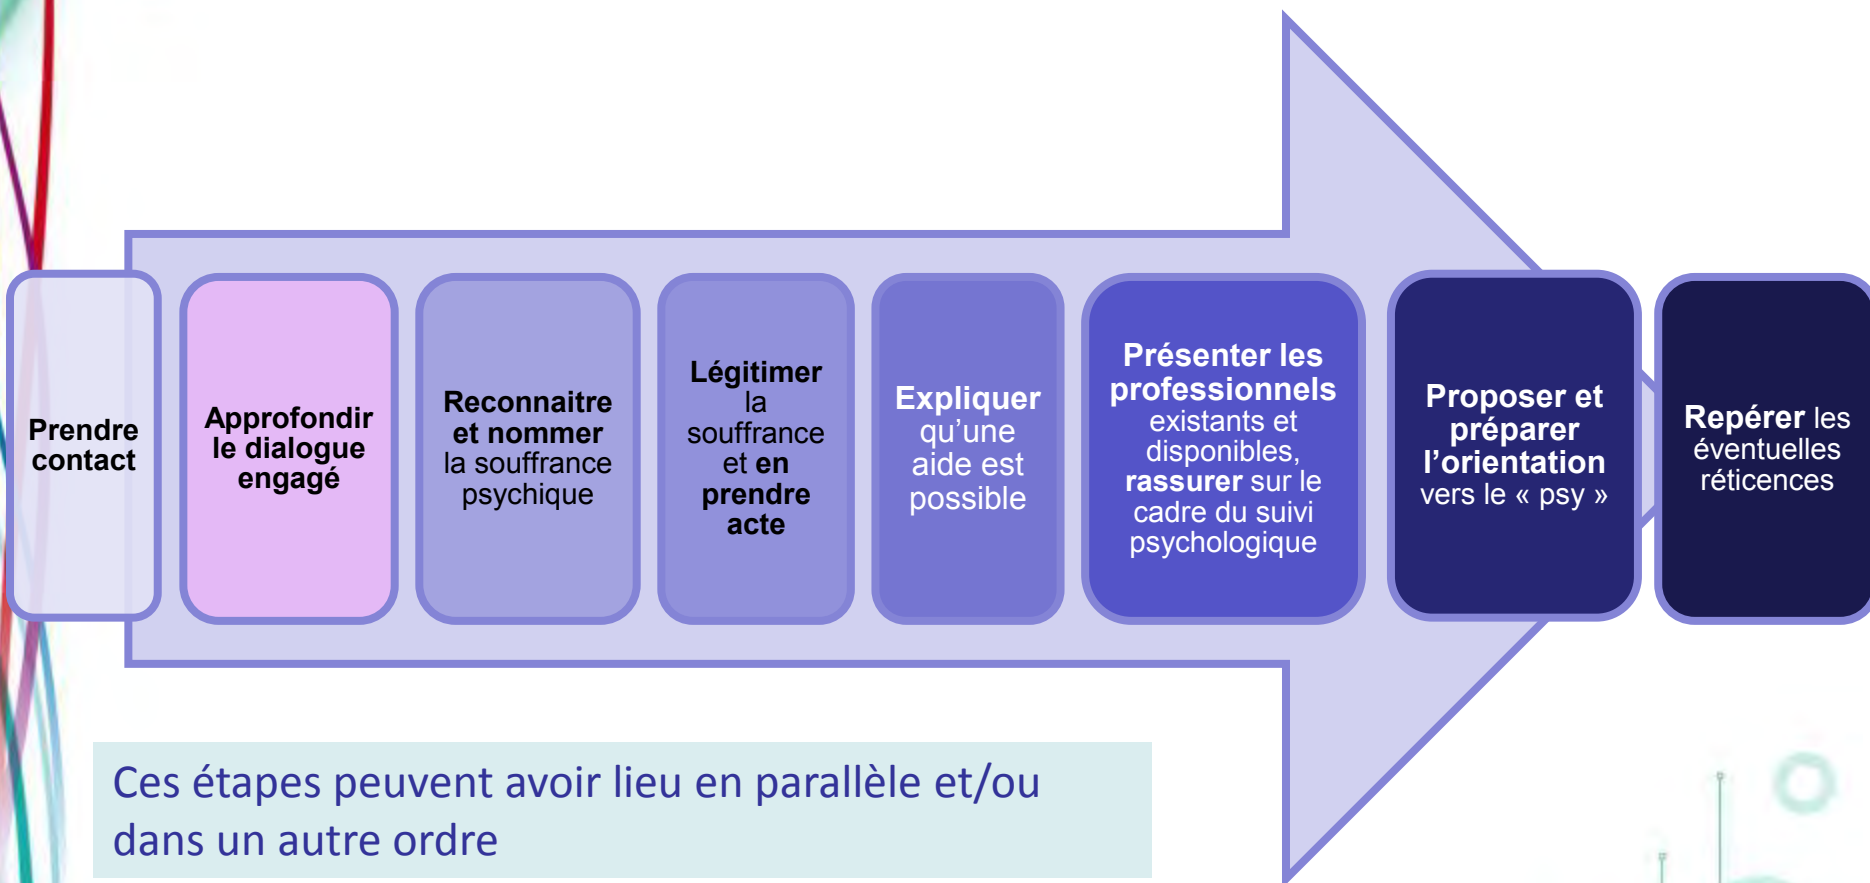 Prendre
contact
Approfondir
le dialogue
engagé
Reconnaitre
et nommer
la souffrance
psychique
Légitimer
la
souffrance
et en
prendre
acte
Expliquer
qu’une
aide est
possible
Présenter les
professionnels
existants et
disponibles,
rassurer sur le
cadre du suivi
psychologique
Proposer et
préparer
l’orientation
vers le « psy »
Repérer les
éventuelles
réticences
Ces étapes peuvent avoir lieu en parallèle et/ou
dans un autre ordre